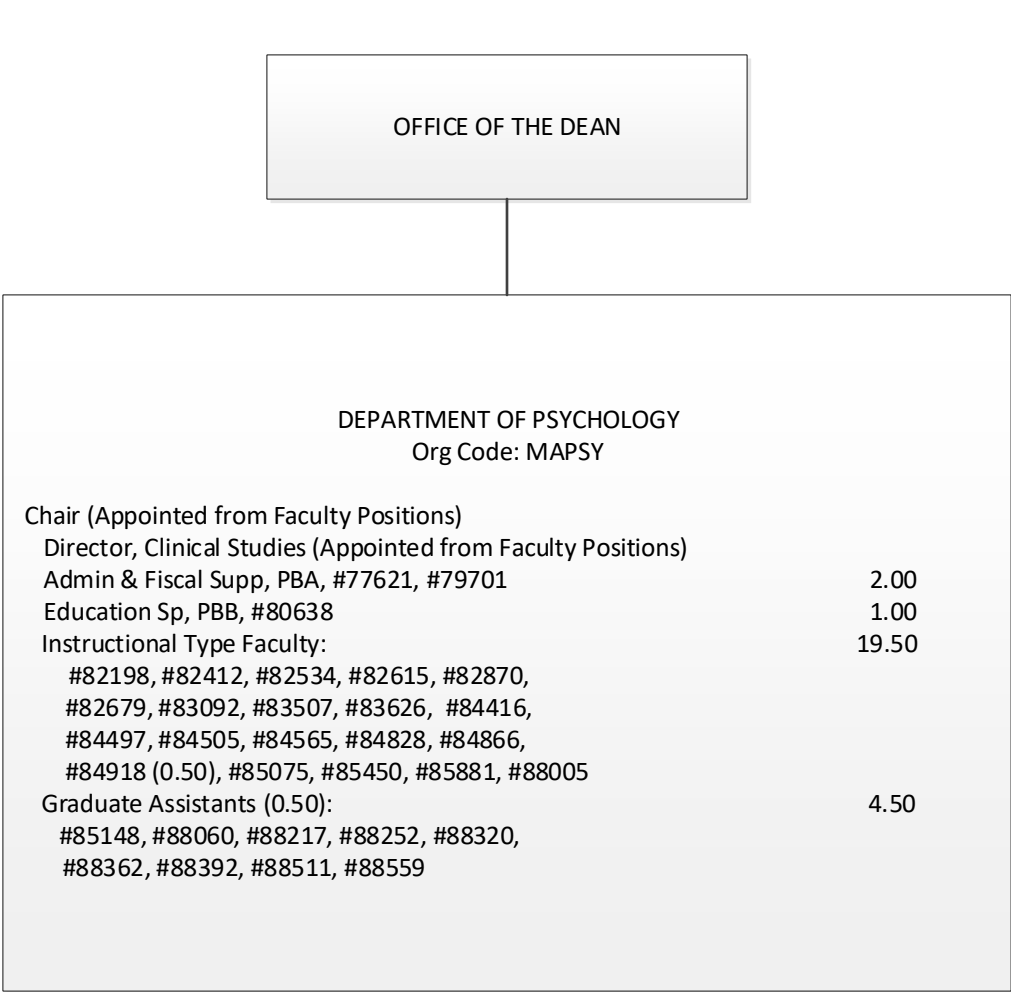 OFFICE OF THE DEAN
DEPARTMENT OF PSYCHOLOGY
Org Code: MAPSY
Chair (Appointed from Faculty Positions)
Director, Clinical Studies (Appointed from Faculty Positions)
Admin & Fiscal Supp, PBA, #77621, #79701 2.00
Education Sp, PBB, #80638 1.00
Instructional Type Faculty: 19.50
#82198, #82412, #82534, #82615, #82870,
#82679, #83092, #83507, #83626, #84416,
#84497, #84505, #84565, #84828, #84866,
#84918 (0.50), #85075, #85450, #85881, #88005
Graduate Assistants (0.50): 4.50
#85148, #88060, #88217, #88252, #88320,
#88362, #88392, #88511, #88559